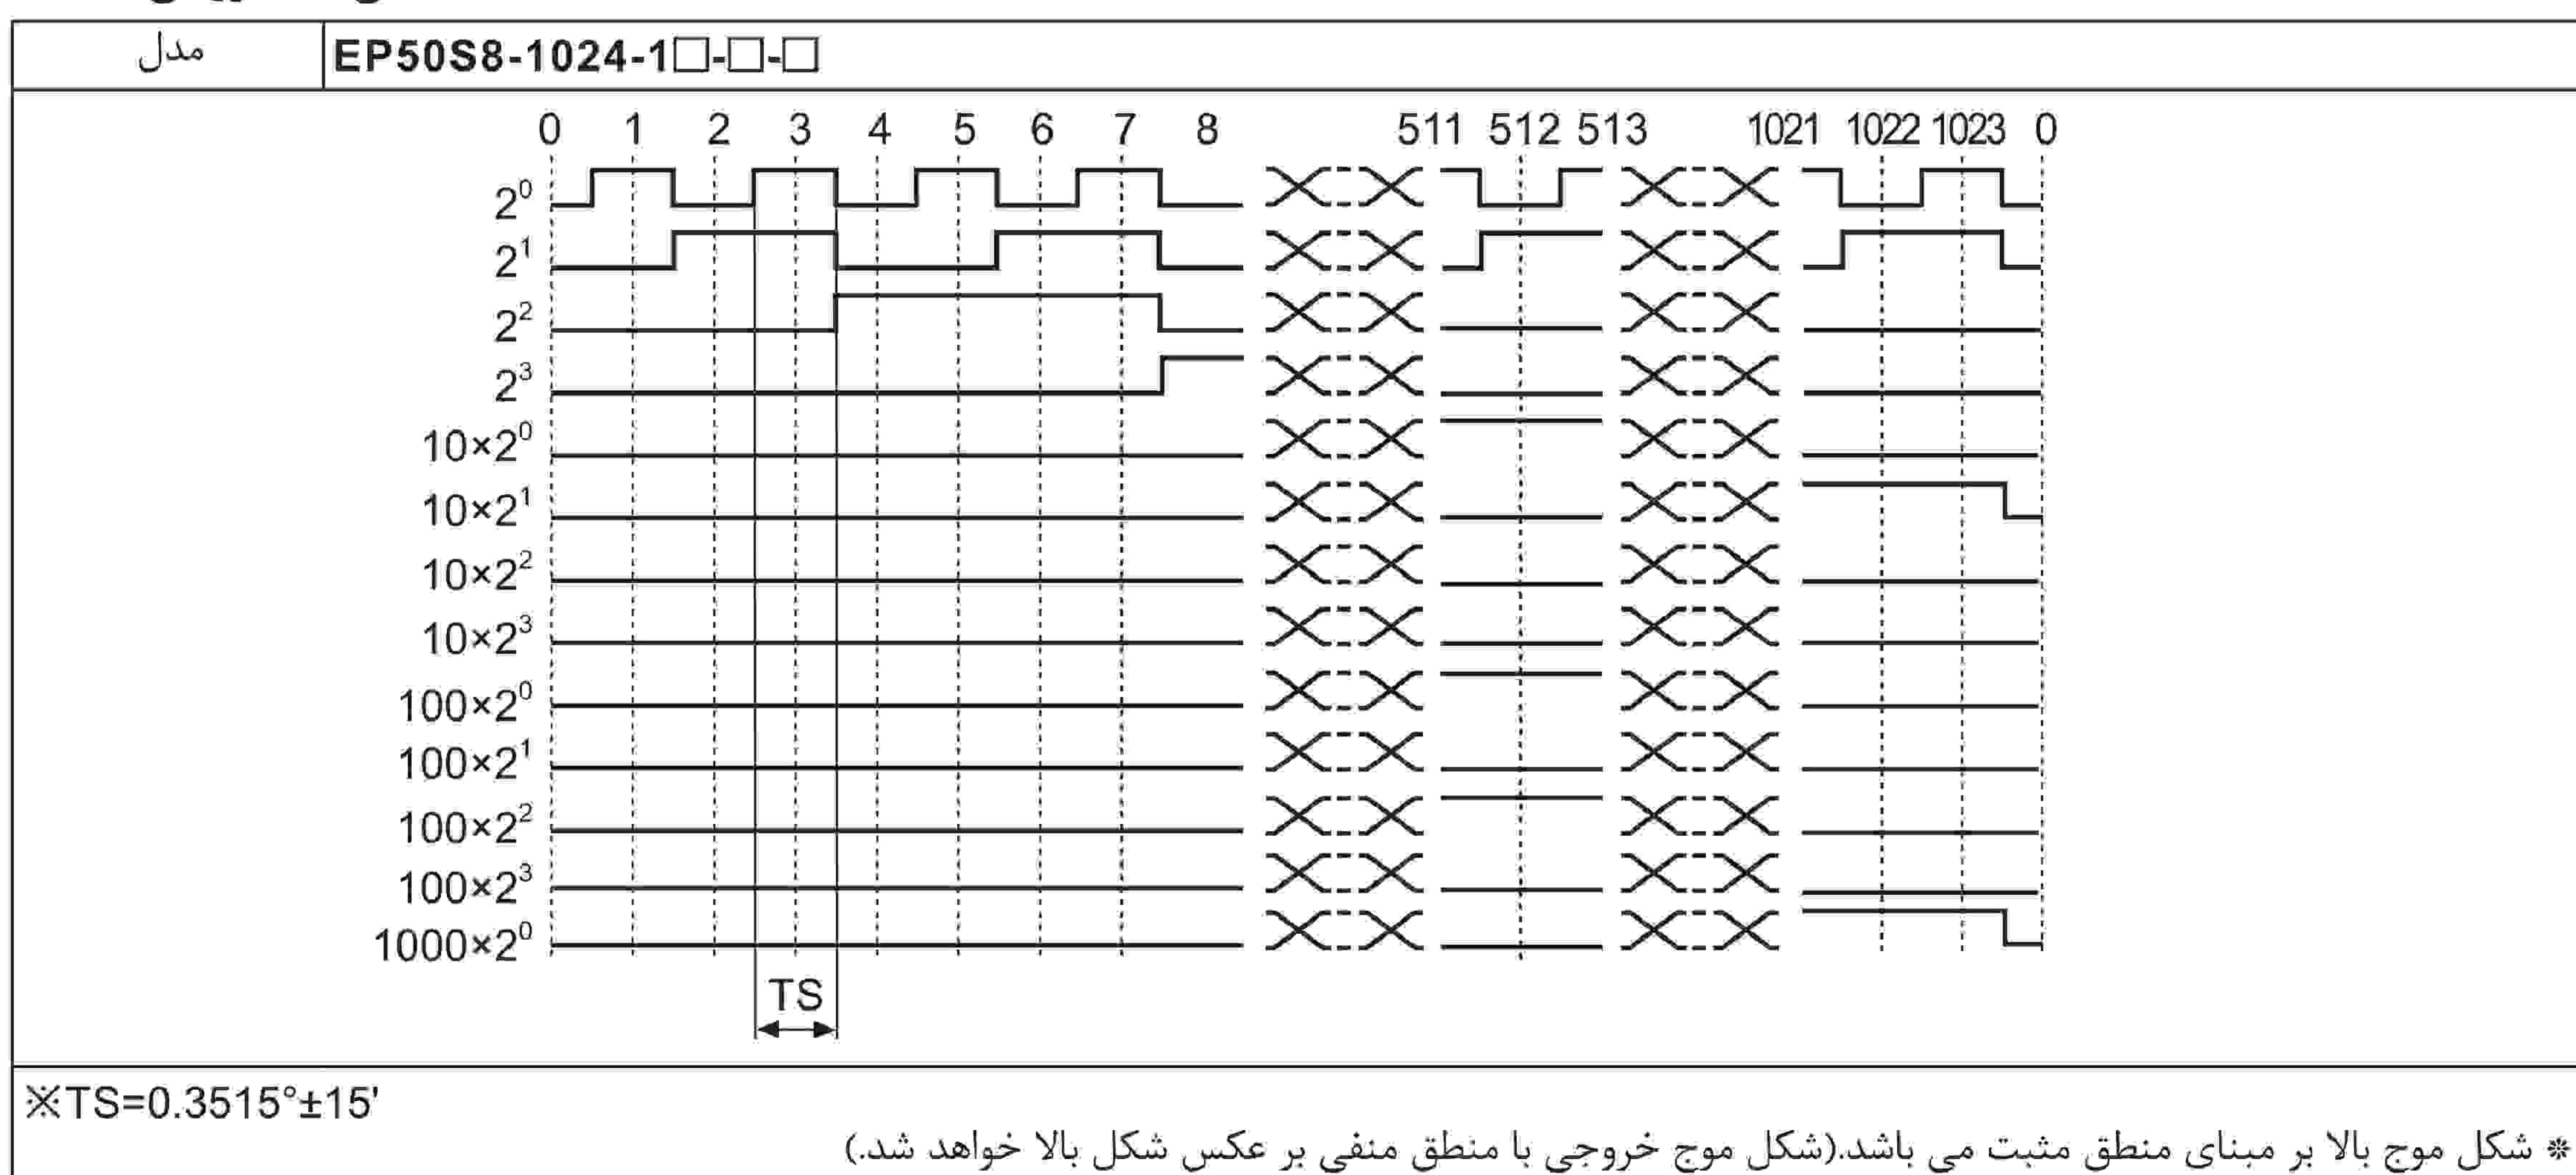 مدل
EP50S8-1024-1□-□-□
0 1 2 3 4 5 6 7 8 511 512 513 1021 1022 1023 0
2⁰
2¹
2²
2³
10×2⁰
10×2¹
10×2²
10×2³
100×2⁰
100×2¹
100×2²
100×2³
1000×2⁰
TS
※TS=0.3515°±15'
* شکل موج بالا بر مبنای منطق مثبت می باشد.(شکل موج خروجی با منطق منفی بر عکس شکل بالا خواهد شد.)